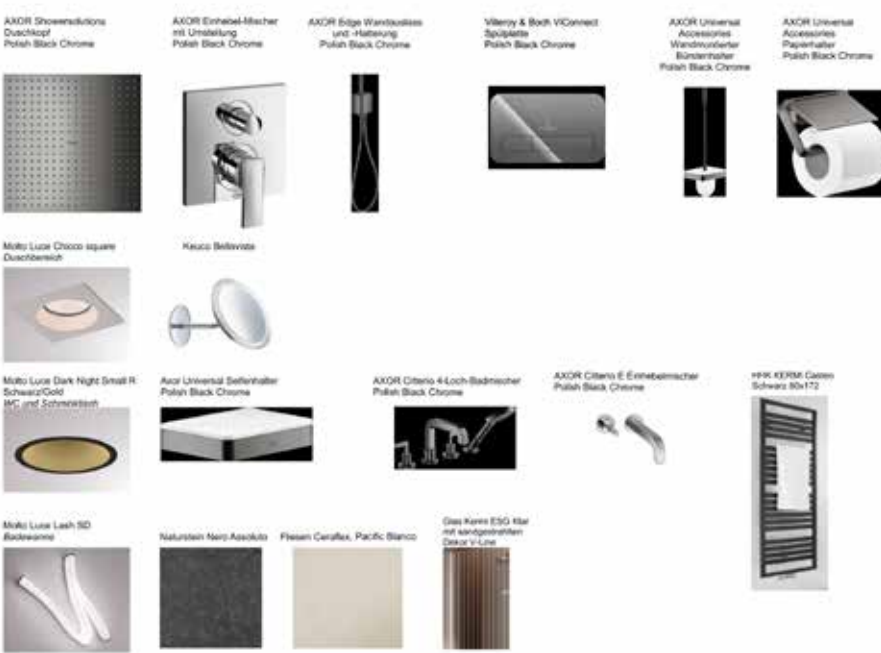 AXOR Showersolutions
Duschkopf
Polish Black Chrome
AXOR Einhebel-Mischer
mit Umstellung
Polish Black Chrome
AXOR Edge Wandauslass
und -Halterung
Polish Black Chrome
Villeroy & Boch ViConnect
Spülplatte
Polish Black Chrome
AXOR Universal
Accessories
Wandmontierter
Bürstenhalter
Polish Black Chrome
AXOR Universal
Accessories
Papierhalter
Polish Black Chrome
Molto Luce Chicco square
Duschbereich
Keuco Bellavista
Molto Luce Dark Night Small R
Schwarz/Gold
WC und Schminktisch
Axor Universal Seifenhalter
Polish Black Chrome
AXOR Citterio 4-Loch-Badmischer
Polish Black Chrome
AXOR Citterio E Einhebelmischer
Polish Black Chrome
HHK KERMI Casteo
Schwarz 60x172
Molto Luce Lash SD
Badewanne
Naturstein Nero Assoluto
Fliesen Ceraflex, Pacific Bianco
Glas Kermi ESG Klar
mit sandgestrahltem
Dekor V-Line